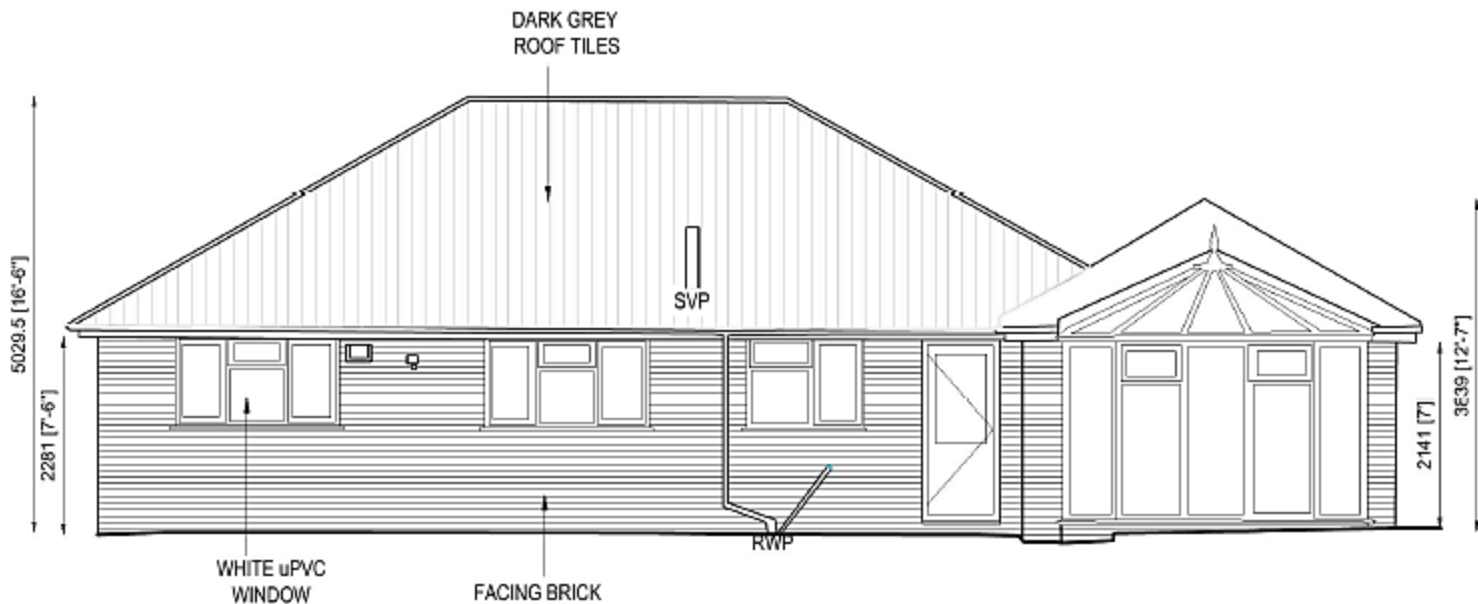 DARK GREY
ROOF TILES
5029.5 [16'-6"]
2281 [7'-6"]
SVP
RWP
2141 [7']
3839 [12'-7"]
WHITE uPVC
WINDOW
FACING BRICK